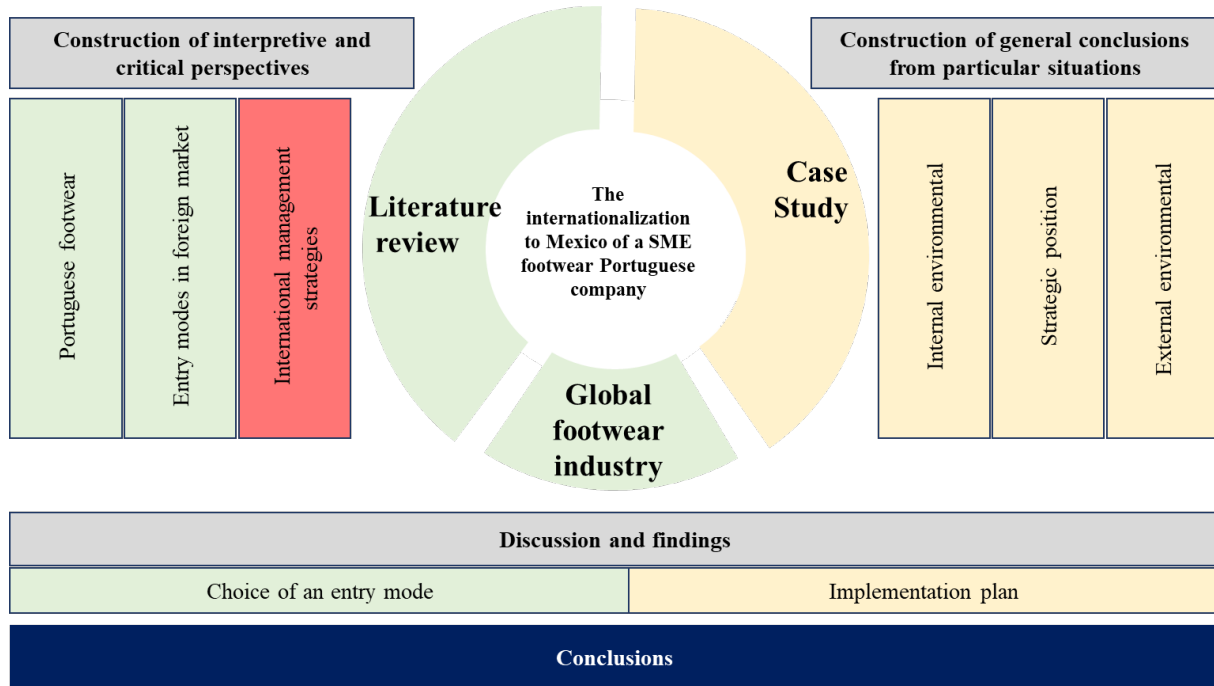 Construction of interpretive and
critical perspectives
Portuguese footwear
Entry modes in foreign market
International management
strategies
Literature
review
The
internationalization
to Mexico of a SME
footwear Portuguese
company
Case
Study
Global
footwear
industry
Construction of general conclusions
from particular situations
Internal environmental
Strategic position
External environmental
Discussion and findings
Choice of an entry mode
Implementation plan
Conclusions